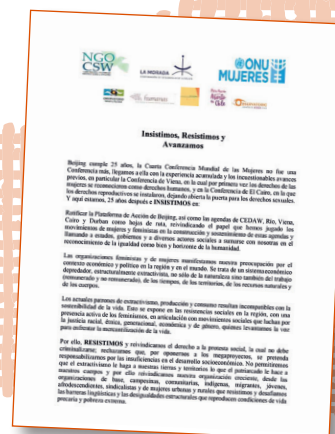 NGO
CSW
LA MORADA
ONU
MUJERES
humanas
Insistimos, Resistimos y
Avanzamos
Beijing cumple 25 años, la Cuarta Conferencia Mundial de las Mujeres no fue una
Conferencia más, llegamos a ella con la experiencia acumulada y los incuestionables avances
previos, en particular la Conferencia de Viena, en la cual por primera vez los derechos de las
mujeres se reconocieron como derechos humanos, y en la Conferencia de El Cairo, en la que
los derechos reproductivos se instalaron, dejando abierta la puerta para los derechos sexuales.
Y aquí estamos, 25 años después e INSISTIMOS en:
Ratificar la Plataforma de Acción de Beijing, así como las agendas de CEDAW, Río, Viena,
Cairo y Durban como hojas de ruta, reivindicando el papel que hemos jugado los
movimientos de mujeres y feministas en la construcción y sostenimiento de estas agendas y
llamando a estados, gobiernos y a diversos actores sociales a sumarse con nosotras en el
reconocimiento de la igualdad como bien y horizonte de la humanidad.
Las organizaciones feministas y de mujeres manifestamos nuestra preocupación por el
contexto económico y político en la región y en el mundo. Se trata de un sistema económico
depredador, estructuralmente extractivista, no sólo de la naturaleza sino también del trabajo
(remunerado y no remunerado), de los tiempos, de los territorios, de los recursos naturales y
de los cuerpos.
Los actuales patrones de extractivismo, producción y consumo resultan incompatibles con la
sostenibilidad de la vida. Esto se expone en las resistencias sociales en la región, con una
presencia activa de los feminismos, en articulación con movimientos sociales que luchan por
la justicia racial, étnica, generacional, económica y de género, quienes levantamos la voz
para enfrentar la mercantilización de la vida.
Por ello, RESISTIMOS y reivindicamos el derecho a la protesta social, la cual no debe
criminalizarse; rechazamos que, por oponernos a los megaproyectos, se pretenda
responsabilizarnos por las insuficiencias en el desarrollo socioeconómico. No permitiremos
que el extractivismo le haga a nuestras tierras y territorios lo que el patriarcado le hace a
nuestros cuerpos y por ello reivindicamos nuestra organización creciente, desde las
organizaciones de base, campesinas, comunitarias, indígenas, migrantes, jóvenes,
afrodescendientes, sindicalistas y de mujeres urbanas y rurales que resistimos y desafiamos
las barreras lingüísticas y las desigualdades estructurales que reproducen condiciones de vida
precaria y pobreza extrema.